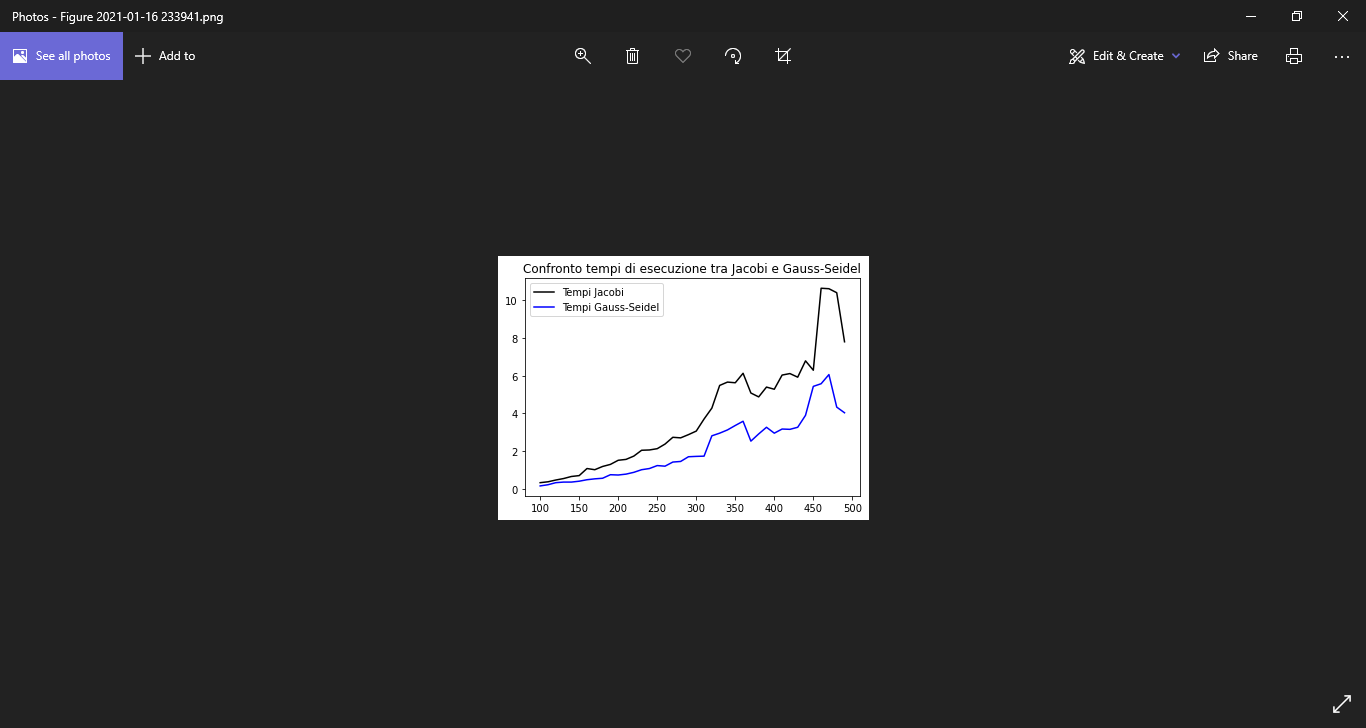 Photos - Figure 2021-01-16 233941.png
See all photos
Add to
Edit & Create
Share
Confronto tempi di esecuzione tra Jacobi e Gauss-Seidel
Tempi Jacobi
Tempi Gauss-Seidel
10
8
6
4
2
0
100 150 200 250 300 350 400 450 500